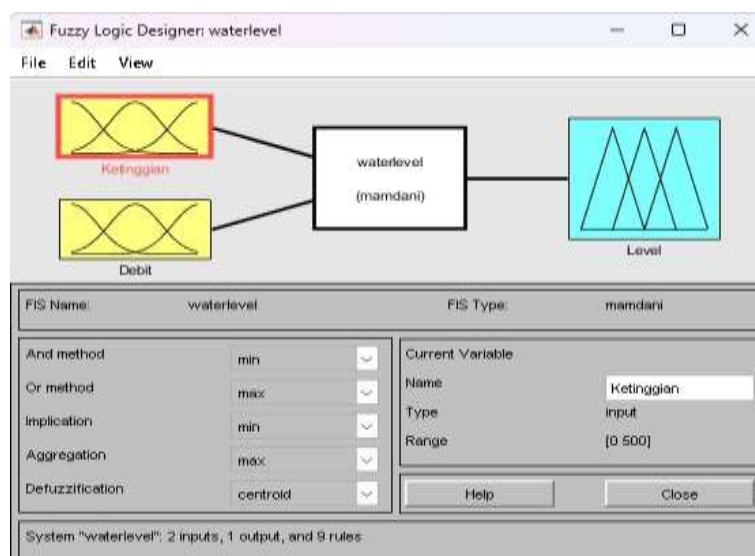 Fuzzy Logic Designer: waterlevel
File Edit View
Ketinggian
Debit
waterlevel
(mamdani)
Level
FIS Name: waterlevel FIS Type: mamdani
And method min
Or method max
Implication min
Aggregation max
Defuzzification centroid
Current Variable
Name Ketinggian
Type input
Range [0 500]
Help Close
System "waterlevel": 2 inputs, 1 output, and 9 rules